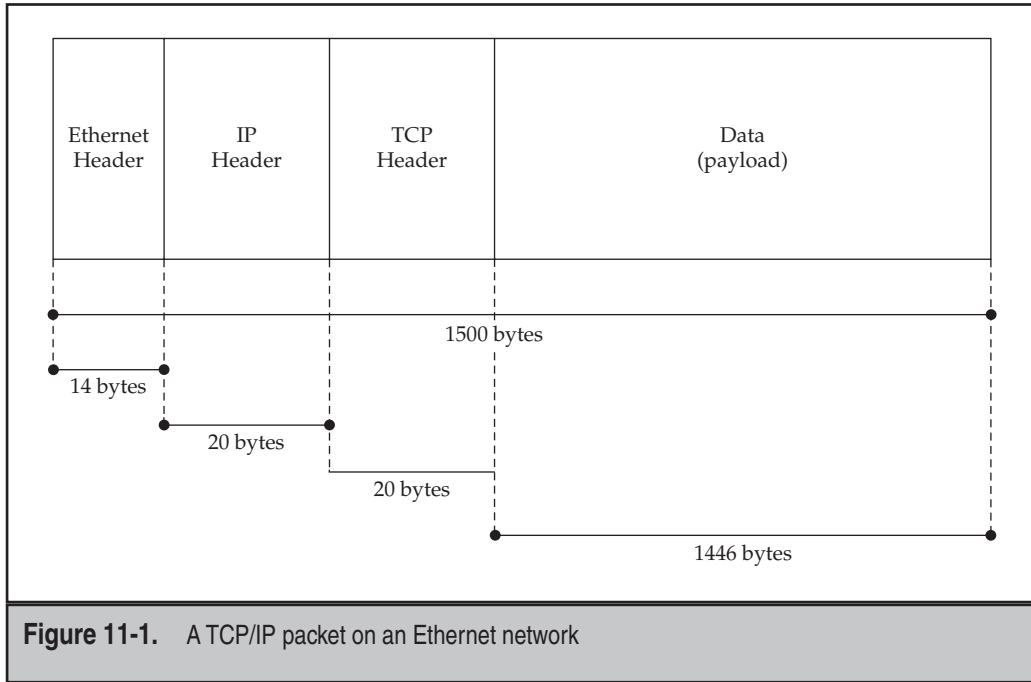 Ethernet
Header
IP
Header
TCP
Header
Data
(payload)
1500 bytes
14 bytes
20 bytes
20 bytes
1446 bytes
Figure 11-1. A TCP/IP packet on an Ethernet network